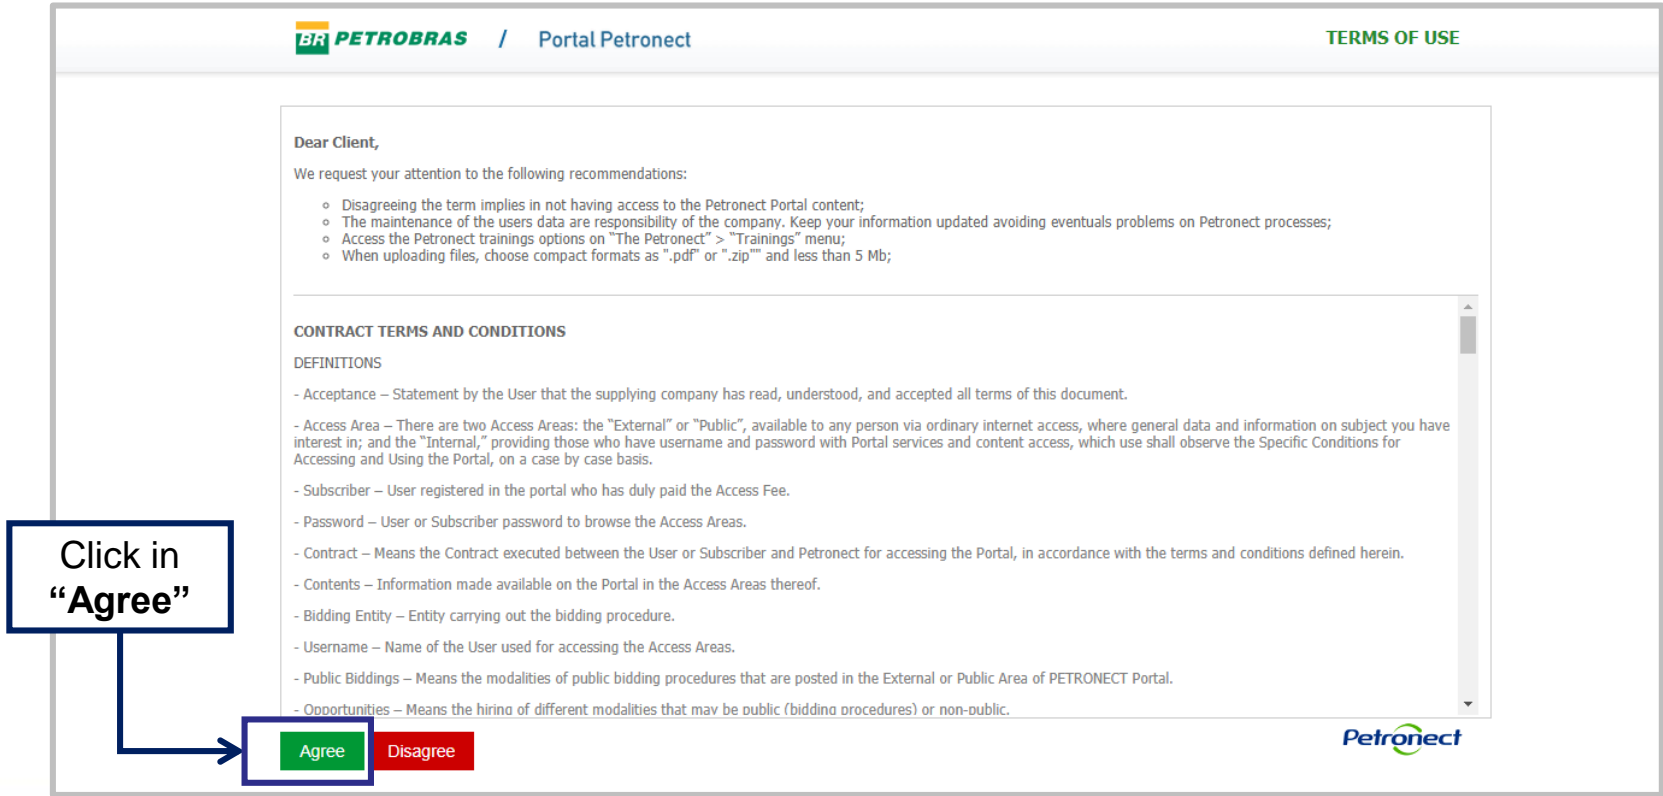 BR PETROBRAS / Portal Petronect
TERMS OF USE
Dear Client,
We request your attention to the following recommendations:
Disagreeing the term implies in not having access to the Petronect Portal content;
The maintenance of the users data are responsibility of the company. Keep your information updated avoiding eventuals problems on Petronect processes;
Access the Petronect trainings options on "The Petronect" > "Trainings" menu;
When uploading files, choose compact formats as ".pdf" or ".zip"" and less than 5 Mb;
CONTRACT TERMS AND CONDITIONS
DEFINITIONS
- Acceptance – Statement by the User that the supplying company has read, understood, and accepted all terms of this document.
- Access Area – There are two Access Areas: the "External" or "Public", available to any person via ordinary internet access, where general data and information on subject you have
interest in; and the "Internal," providing those who have username and password with Portal services and content access, which use shall observe the Specific Conditions for
Accessing and Using the Portal, on a case by case basis.
- Subscriber – User registered in the portal who has duly paid the Access Fee.
- Password – User or Subscriber password to browse the Access Areas.
- Contract – Means the Contract executed between the User or Subscriber and Petronect for accessing the Portal, in accordance with the terms and conditions defined herein.
- Contents – Information made available on the Portal in the Access Areas thereof.
- Bidding Entity – Entity carrying out the bidding procedure.
- Username – Name of the User used for accessing the Access Areas.
- Public Biddings – Means the modalities of public bidding procedures that are posted in the External or Public Area of PETRONECT Portal.
- Opportunities – Means the hiring of different modalities that may be public (bidding procedures) or non-public.
Click in
“Agree”
Agree
Disagree
Petronect